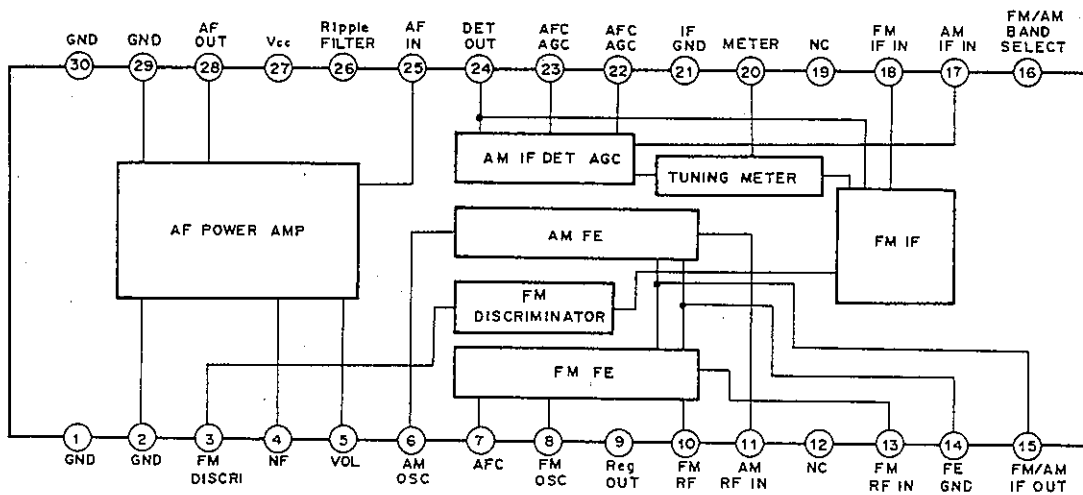 GND
GND
AF
OUT
Vcc
Ripple
FILTER
AF
IN
DET
OUT
AFC
AGC
AFC
AGC
IF
GND
METER
NC
FM
IF IN
AM
IF IN
FM/AM
BAND
SELECT
30 29 28 27 26 25 24 23 22 21 20 19 18 17 16
AM IF DET AGC
TUNING METER
AF POWER AMP
AM FE
FM IF
FM
DISCRIMINATOR
FM FE
1 2 3 4 5 6 7 8 9 10 11 12 13 14 15
GND
GND
FM
DISCRI
NF
VOL
AM
OSC
AFC
FM
OSC
Reg
OUT
FM
RF
AM
RF IN
NC
FM
RF IN
FE
GND
FM/AM
IF OUT